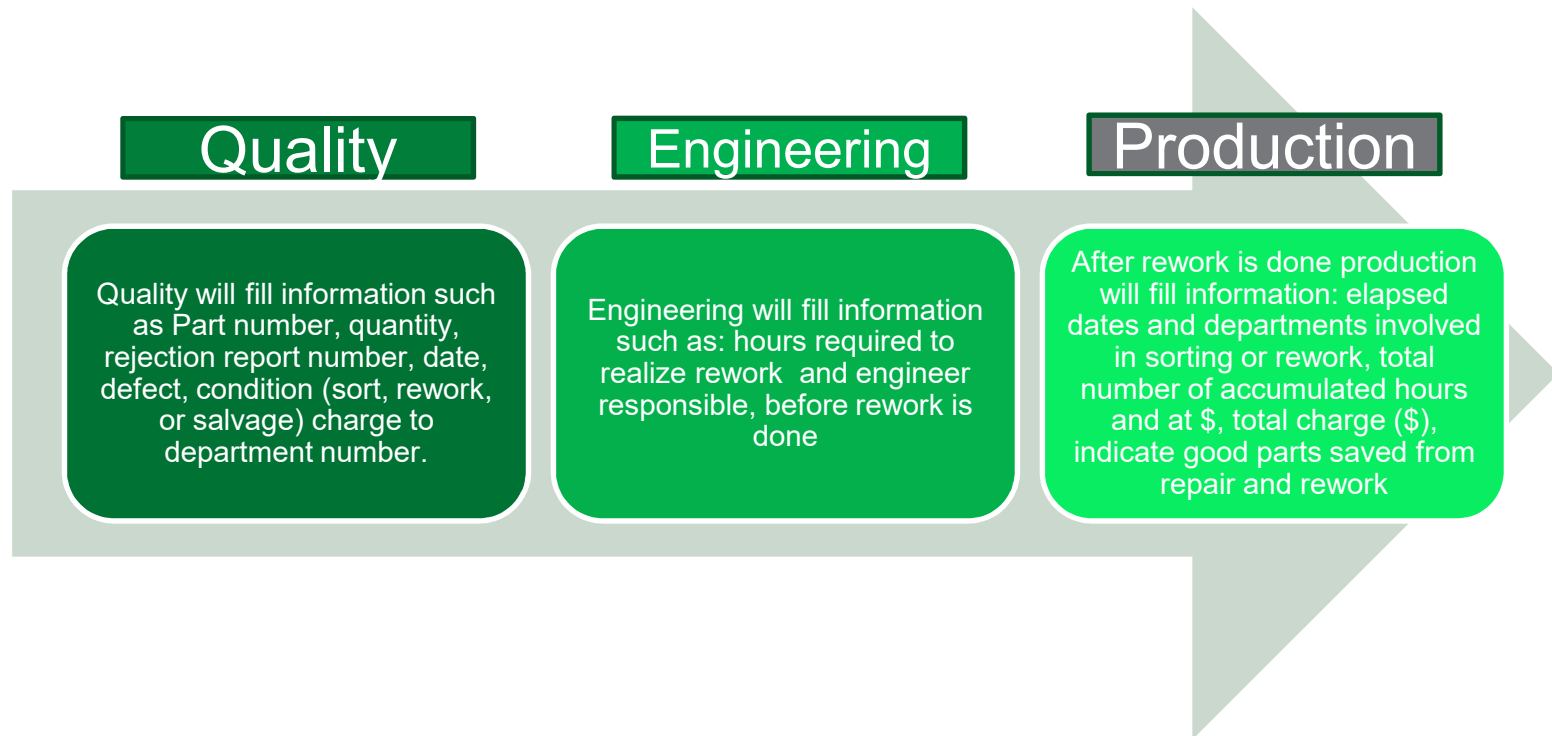 Quality
Quality will fill information such
as Part number, quantity,
rejection report number, date,
defect, condition (sort, rework,
or salvage) charge to
department number.
Engineering
Engineering will fill information
such as: hours required to
realize rework  and engineer
responsible, before rework is
done
Production
After rework is done production
will fill information: elapsed
dates and departments involved
in sorting or rework, total
number of accumulated hours
and at $, total charge ($),
indicate good parts saved from
repair and rework